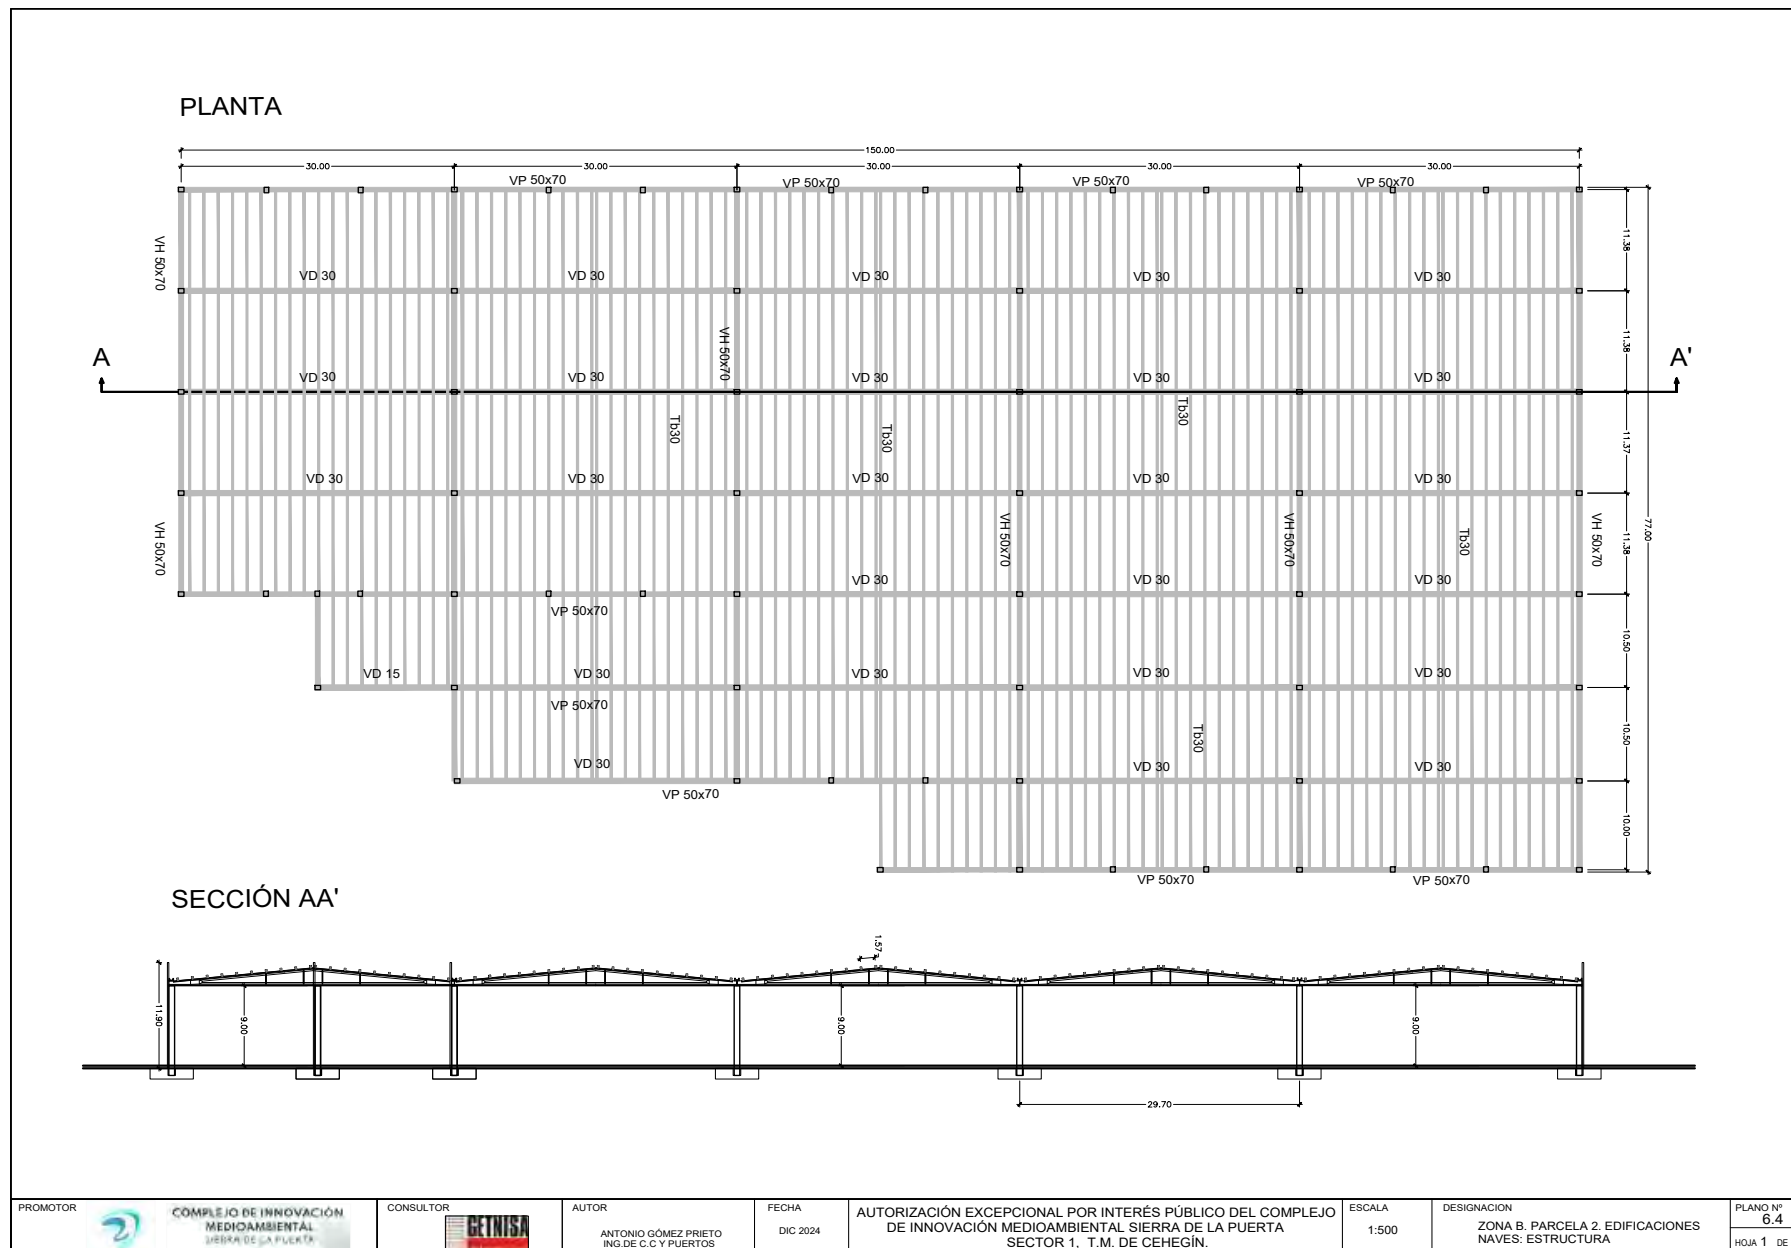 PLANTA
150.00
30.00 30.00 30.00 30.00 30.00
VP 50x70 VP 50x70 VP 50x70 VP 50x70
11.38
VH 50x70
VD 30 VD 30 VD 30 VD 30 VD 30
11.38
VH 50x70
A A'
VD 30 VD 30 VD 30 VD 30 VD 30
Tb30 Tb30 Tb30
11.37
VD 30 VD 30 VD 30 VD 30 VD 30
VH 50x70 VH 50x70 VH 50x70 Tb30 VH 50x70
11.38
77.00
VD 30 VD 30 VD 30
VP 50x70
10.50
VD 15 VD 30 VD 30 VD 30 VD 30
VP 50x70
Tb30
10.50
VD 30 VD 30 VD 30
VP 50x70
10.00
VP 50x70 VP 50x70
SECCIÓN AA'
1.57
11.90
9.00 9.00 9.00
29.70
PROMOTOR
COMPLEJO DE INNOVACIÓN
MEDIOAMBIENTAL
SIERRA DE LA PUERTA
CONSULTOR
GETNISA
AUTOR
ANTONIO GÓMEZ PRIETO
ING.DE C.C Y PUERTOS
FECHA
DIC 2024
AUTORIZACIÓN EXCEPCIONAL POR INTERÉS PÚBLICO DEL COMPLEJO
DE INNOVACIÓN MEDIOAMBIENTAL SIERRA DE LA PUERTA
SECTOR 1, T.M. DE CEHEGÍN.
ESCALA
1:500
DESIGNACION
ZONA B. PARCELA 2. EDIFICACIONES
NAVES: ESTRUCTURA
PLANO Nº
6.4
HOJA 1 DE